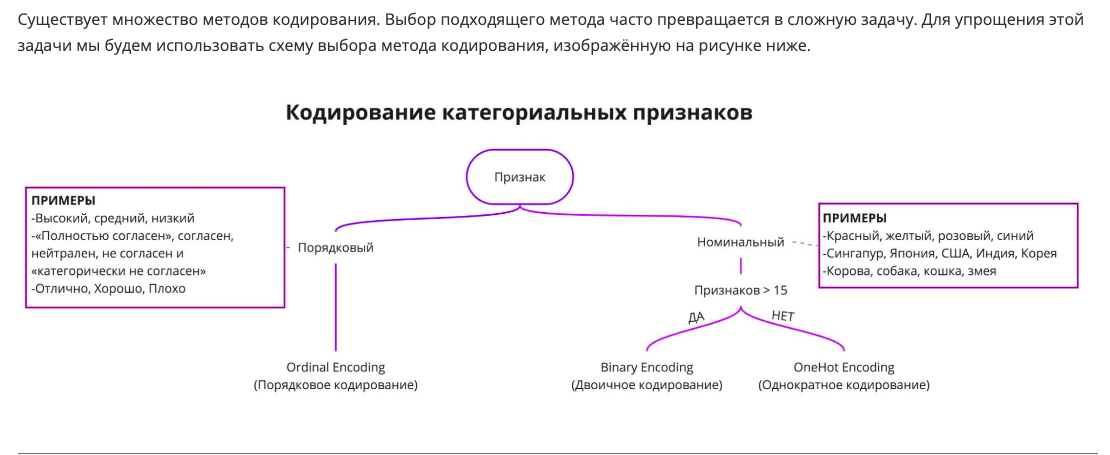 Существует множество методов кодирования. Выбор подходящего метода часто превращается в сложную задачу. Для упрощения этой
задачи мы будем использовать схему выбора метода кодирования, изображённую на рисунке ниже.
Кодирование категориальных признаков
Признак
ПРИМЕРЫ
-Высокий, средний, низкий
-«Полностью согласен», согласен,
нейтрален, не согласен и
«категорически не согласен»
-Отлично, Хорошо, Плохо
Порядковый
Номинальный
ПРИМЕРЫ
-Красный, желтый, розовый, синий
-Сингапур, Япония, США, Индия, Корея
-Корова, собака, кошка, змея
Признаков > 15
ДА
НЕТ
Ordinal Encoding
(Порядковое кодирование)
Binary Encoding
(Двоичное кодирование)
OneHot Encoding
(Однократное кодирование)